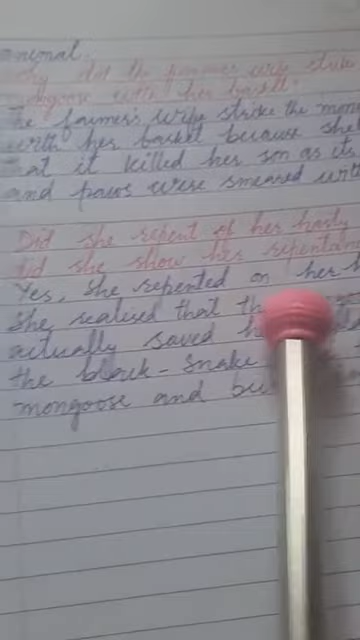 animal.
did the farmer's wife strike
mongoose with her basket.
The farmer's wife strike the mon
with her basket because she
at it killed her son as its
and paws were smeared with
Did she repent of her hasty
did she show her repentan
Yes, she repented on her h
She realised that th
actually saved h
the black-snake
mongoose and bu